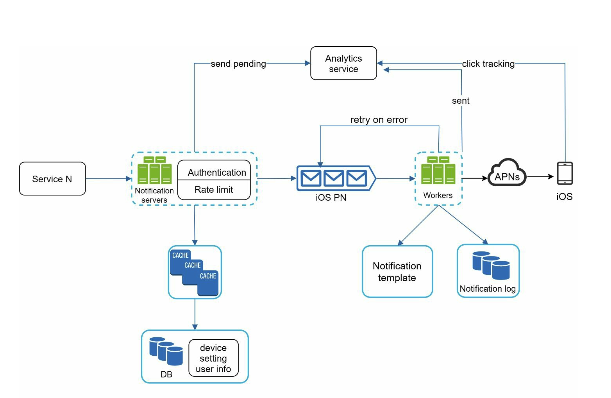 Analytics
service
send pending
click tracking
sent
retry on error
Service N
Notification
servers
Authentication
Rate limit
iOS PN
Workers
APNs
iOS
CACHE
CACHE
CACHE
Notification
template
Notification log
DB
device
setting
user info